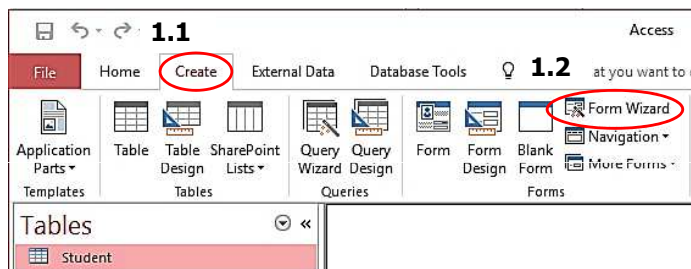 1.1 Access
File Home Create External Data Database Tools 1.2 at you want to
Application Parts Table Table Design SharePoint Lists Query Wizard Query Design Form Form Design Blank Form Form Wizard
Navigation
More Forms
Templates Tables Queries Forms
Tables
Student